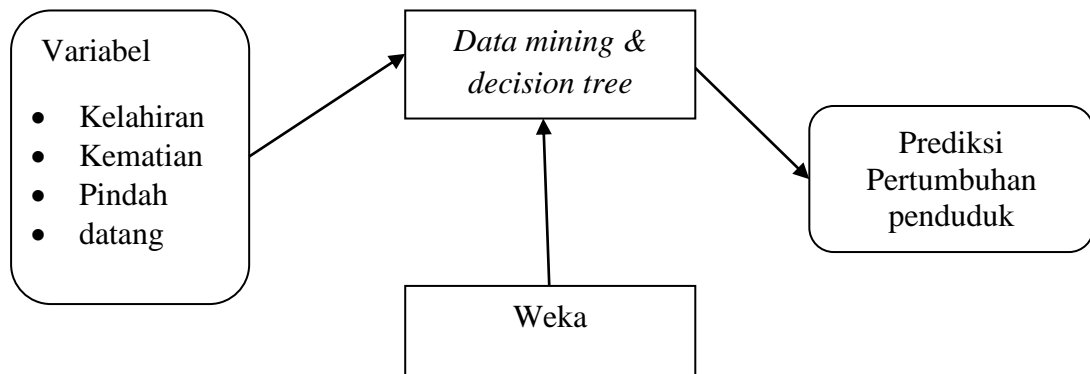 Variabel
• Kelahiran
• Kematian
• Pindah
• datang
Data mining &
decision tree
Prediksi
Pertumbuhan
penduduk
Weka